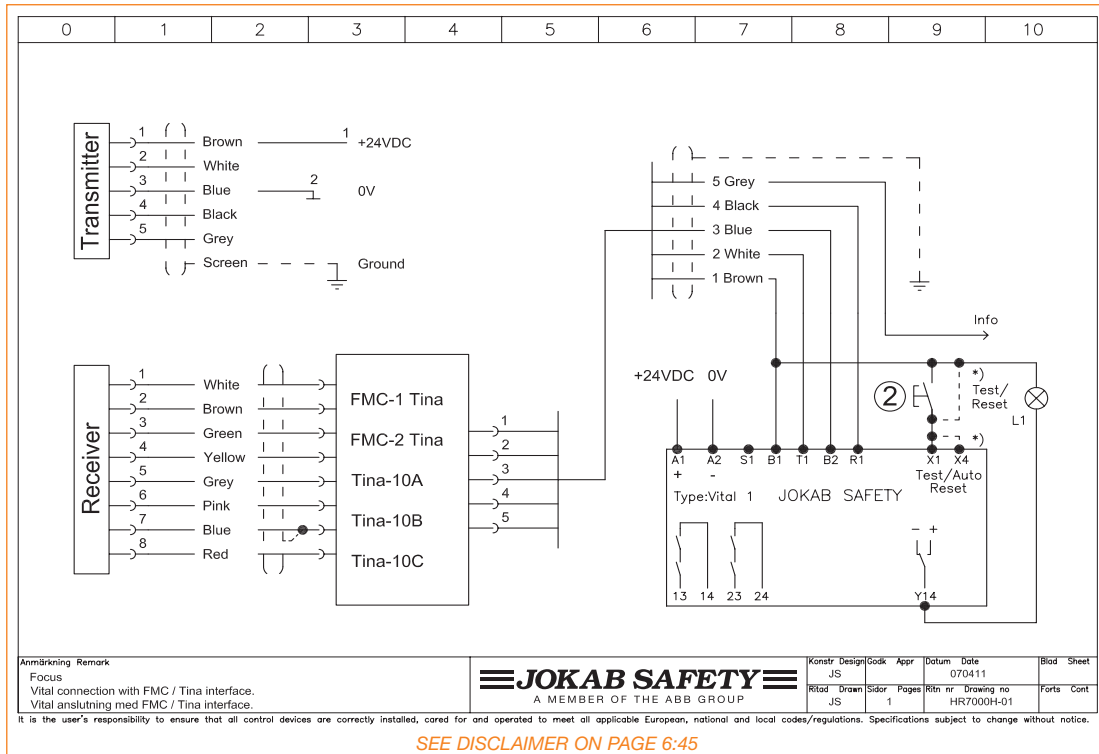 0 1 2 3 4 5 6 7 8 9 10
Transmitter
1 Brown 1 +24VDC
2 White
3 Blue 2 0V
4 Black
5 Grey
Screen Ground
5 Grey
4 Black
3 Blue
2 White
1 Brown
Info
Receiver
1 White
2 Brown
3 Green
4 Yellow
5 Grey
6 Pink
7 Blue
8 Red
FMC-1 Tina
FMC-2 Tina
Tina-10A
Tina-10B
Tina-10C
1
2
3
4
5
+24VDC 0V
2
*)
Test/
Reset
L1
*)
A1 A2 S1 B1 T1 B2 R1 X1 X4
+ -
Test/Auto
Reset
Type:Vital 1 JOKAB SAFETY
- +
13 14 23 24 Y14
Anmärkning Remark
Focus
Vital connection with FMC / Tina interface.
Vital anslutning med FMC / Tina interface.
JOKAB SAFETY
A MEMBER OF THE ABB GROUP
Konstr Design Godk Appr Datum Date Blad Sheet
JS 070411
Ritad Drawn Sidor Pages Ritn nr Drawing no Forts Cont
JS 1 HR7000H-01
It is the user's responsibility to ensure that all control devices are correctly installed, cared for and operated to meet all applicable European, national and local codes/regulations. Specifications subject to change without notice.
SEE DISCLAIMER ON PAGE 6:45